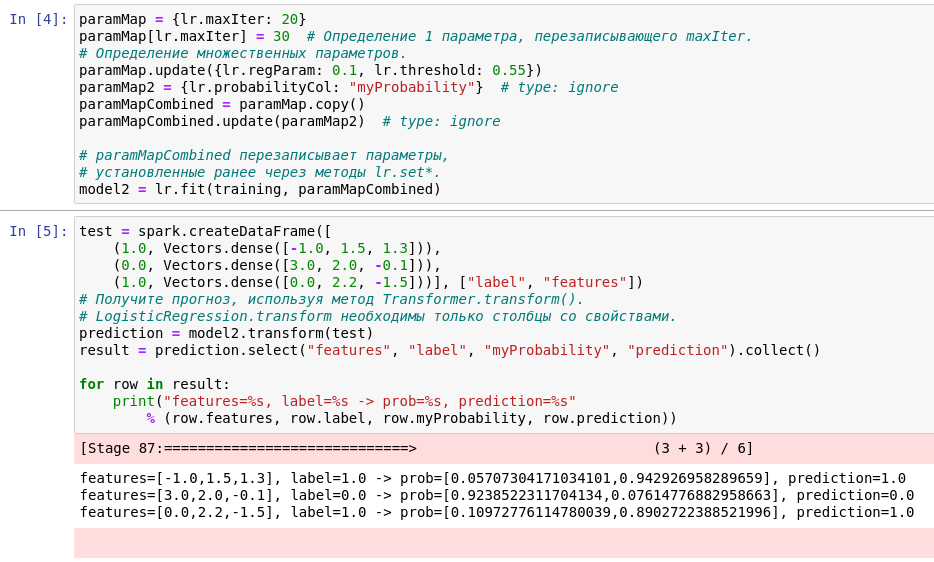 In [4]: paramMap = {lr.maxIter: 20}
paramMap[lr.maxIter] = 30  # Определение 1 параметра, перезаписывающего maxIter.
# Определение множественных параметров.
paramMap.update({lr.regParam: 0.1, lr.threshold: 0.55})
paramMap2 = {lr.probabilityCol: "myProbability"}  # type: ignore
paramMapCombined = paramMap.copy()
paramMapCombined.update(paramMap2)  # type: ignore

# paramMapCombined перезаписывает параметры,
# установленные ранее через методы lr.set*.
model2 = lr.fit(training, paramMapCombined)
In [5]: test = spark.createDataFrame([
    (1.0, Vectors.dense([-1.0, 1.5, 1.3])),
    (0.0, Vectors.dense([3.0, 2.0, -0.1])),
    (1.0, Vectors.dense([0.0, 2.2, -1.5]))], ["label", "features"])
# Получите прогноз, используя метод Transformer.transform().
# LogisticRegression.transform необходимы только столбцы со свойствами.
prediction = model2.transform(test)
result = prediction.select("features", "label", "myProbability", "prediction").collect()

for row in result:
    print("features=%s, label=%s -> prob=%s, prediction=%s"
        % (row.features, row.label, row.myProbability, row.prediction))
[Stage 87:=============================>                            (3 + 3) / 6]
features=[-1.0,1.5,1.3], label=1.0 -> prob=[0.05707304171034101,0.942926958289659], prediction=1.0
features=[3.0,2.0,-0.1], label=0.0 -> prob=[0.9238522311704134,0.07614776882958663], prediction=0.0
features=[0.0,2.2,-1.5], label=1.0 -> prob=[0.10972776114780039,0.8902722388521996], prediction=1.0